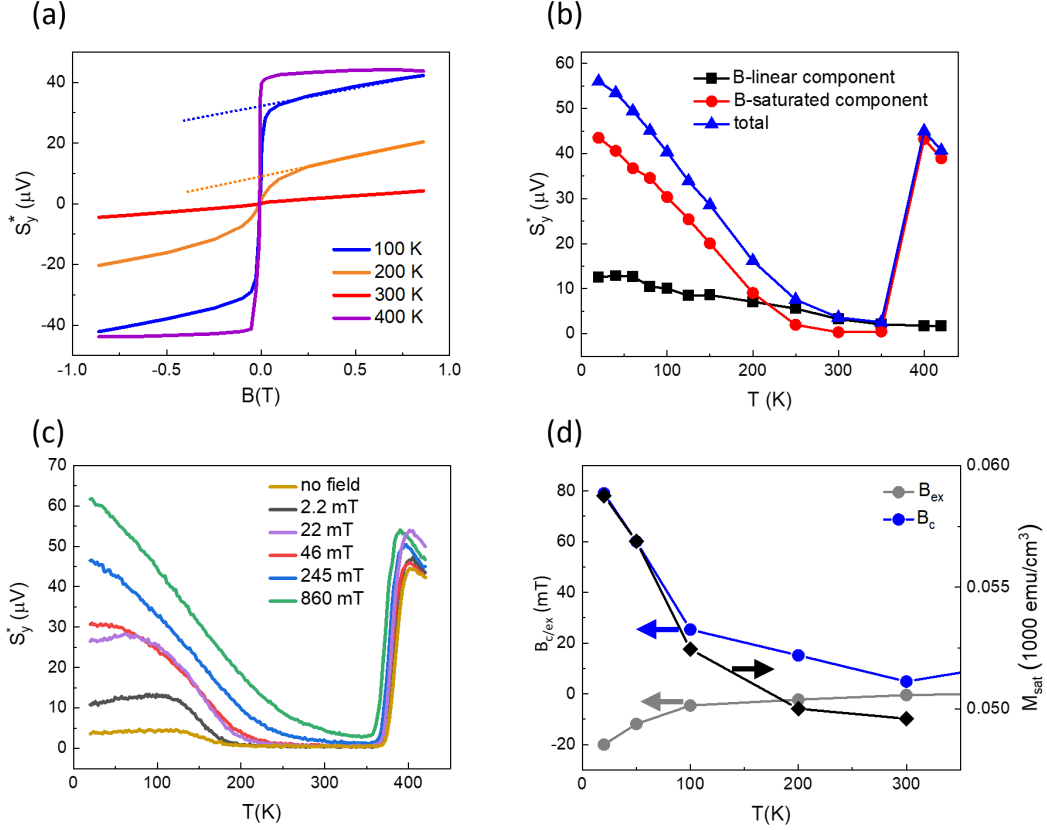 (a)
S*y (μV)
40
20
0
-20
-40
100 K
200 K
300 K
400 K
-1.0 -0.5 0.0 0.5 1.0
B(T)
(b)
S*y (μV)
60
50
40
30
20
10
0
B-linear component
B-saturated component
total
0 100 200 300 400
T (K)
(c)
S*y (μV)
70
60
50
40
30
20
10
0
no field
2.2 mT
22 mT
46 mT
245 mT
860 mT
0 100 200 300 400
T(K)
(d)
Bc/ex (mT)
80
60
40
20
0
-20
Bex
Bc
0.060
0.055
0.050
Msat (1000 emu/cm³)
0 100 200 300
T(K)